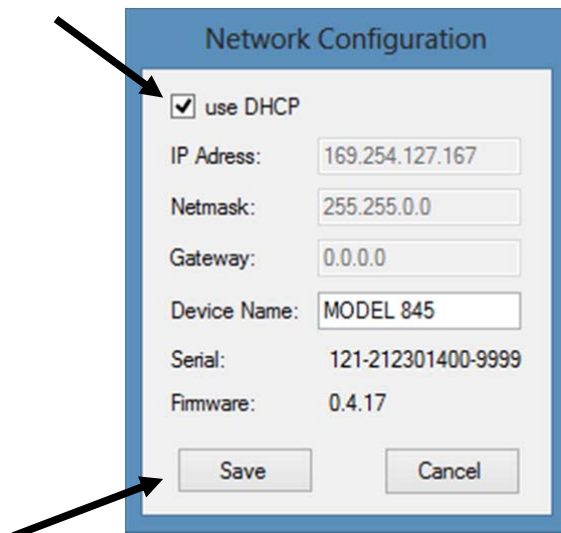 Network Configuration
use DHCP
IP Adress: 169.254.127.167
Netmask: 255.255.0.0
Gateway: 0.0.0.0
Device Name: MODEL 845
Serial: 121-212301400-9999
Firmware: 0.4.17
Save Cancel